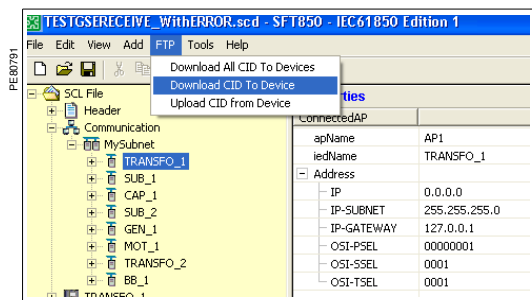 TESTGSERECEIVE_WithERROR.scd - SFT850 - IEC61850 Edition 1
File Edit View Add FTP Tools Help
PE80791
Download All CID To Devices
Download CID To Device
Upload CID from Device
SCL File
Header
Communication
MySubnet
TRANSFO_1
SUB_1
CAP_1
SUB_2
GEN_1
MOT_1
TRANSFO_2
BB_1
TRANSFO_1
rties
ConnectedAP
apName AP1
iedName TRANSFO_1
Address
IP 0.0.0.0
IP-SUBNET 255.255.255.0
IP-GATEWAY 127.0.0.1
OSI-PSEL 00000001
OSI-SSEL 0001
OSI-TSEL 0001